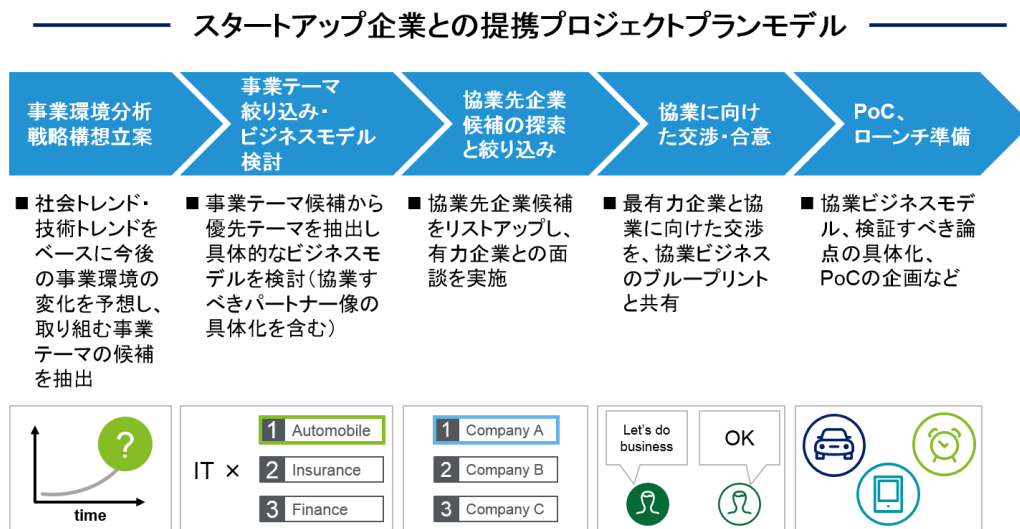 スタートアップ企業との提携プロジェクトプランモデル
事業環境分析
戦略構想立案
事業テーマ
絞り込み・
ビジネスモデル
検討
協業先企業
候補の探索
と絞り込み
協業に向け
た交渉・合意
PoC、
ローンチ準備
■ 社会トレンド・
技術トレンドを
ベースに今後
の事業環境の
変化を予想し、
取り組む事業
テーマの候補
を抽出
■ 事業テーマ候補から
優先テーマを抽出し
具体的なビジネスモ
デルを検討(協業す
べきパートナー像の
具体化を含む)
■ 協業先企業候補
をリストアップし、
有力企業との面
談を実施
■ 最有力企業と協
業に向けた交渉
を、協業ビジネス
のブループリント
と共有
■ 協業ビジネスモデ
ル、検証すべき論
点の具体化、
PoCの企画など
?
time
IT ×
1 Automobile
2 Insurance
3 Finance
1 Company A
2 Company B
3 Company C
Let's do
business
OK